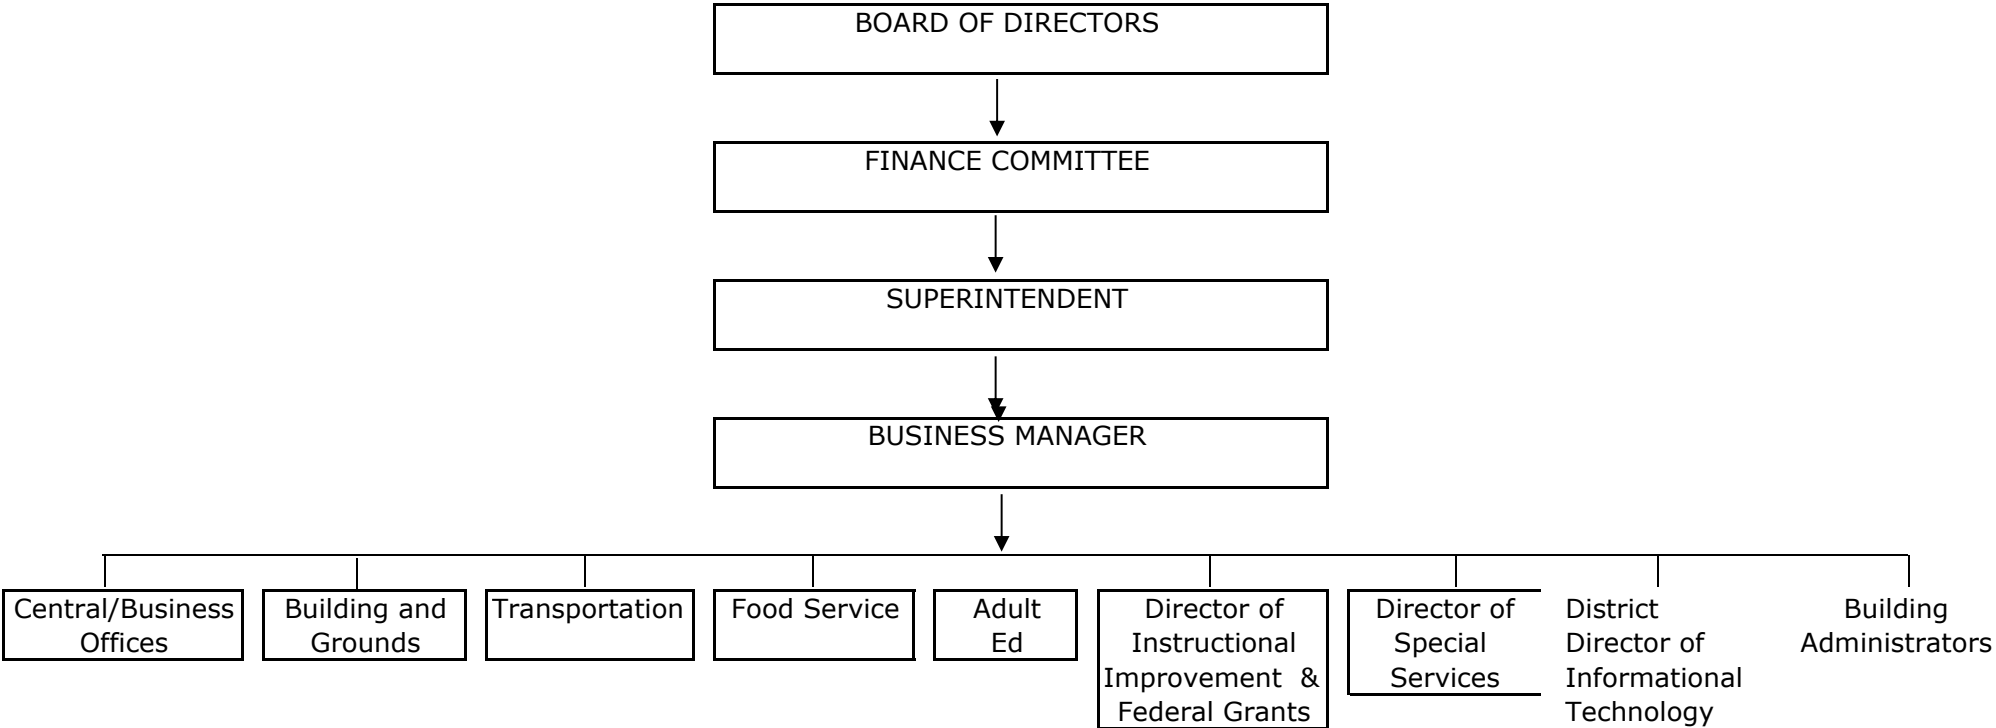 BOARD OF DIRECTORS
FINANCE COMMITTEE
SUPERINTENDENT
BUSINESS MANAGER
Central/Business
Offices
Building and
Grounds
Transportation
Food Service
Adult
Ed
Director of
Instructional
Improvement &
Federal Grants
Director of
Special
Services
District
Director of
Informational
Technology
Building
Administrators